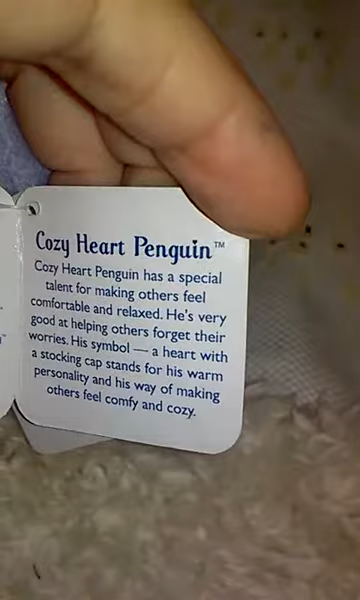 Cozy Heart Penguin™
Cozy Heart Penguin has a special
talent for making others feel
comfortable and relaxed. He's very
good at helping others forget their
worries. His symbol — a heart with
a stocking cap stands for his warm
personality and his way of making
others feel comfy and cozy.